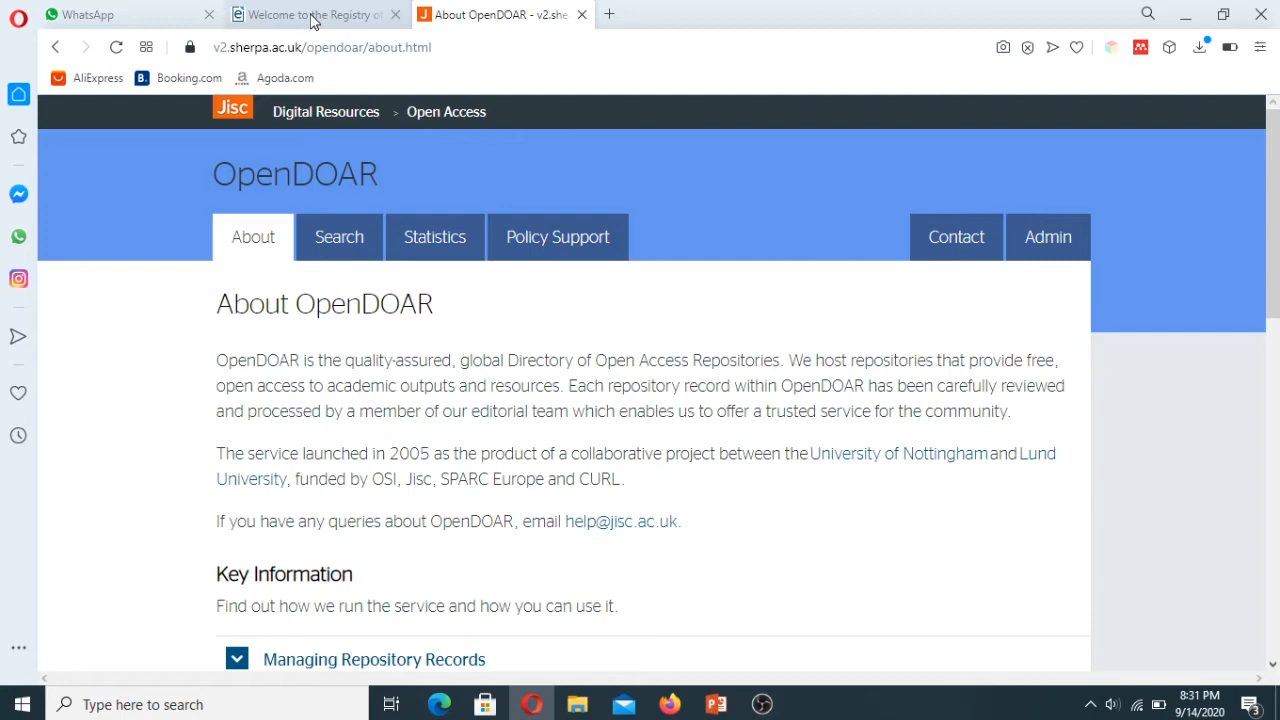 WhatsApp
Welcome to the Registry of
About OpenDOAR - v2.she
v2.sherpa.ac.uk/opendoar/about.html
AliExpress
B. Booking.com
a Agoda.com
Jisc
Digital Resources > Open Access
OpenDOAR
About
Search
Statistics
Policy Support
Contact
Admin
About OpenDOAR
OpenDOAR is the quality-assured, global Directory of Open Access Repositories. We host repositories that provide free,
open access to academic outputs and resources. Each repository record within OpenDOAR has been carefully reviewed
and processed by a member of our editorial team which enables us to offer a trusted service for the community.
The service launched in 2005 as the product of a collaborative project between the University of Nottingham and Lund
University, funded by OSI, Jisc, SPARC Europe and CURL.
If you have any queries about OpenDOAR, email help@jisc.ac.uk.
Key Information
Find out how we run the service and how you can use it.
Managing Repository Records
Type here to search
8:31 PM
9/14/2020
3